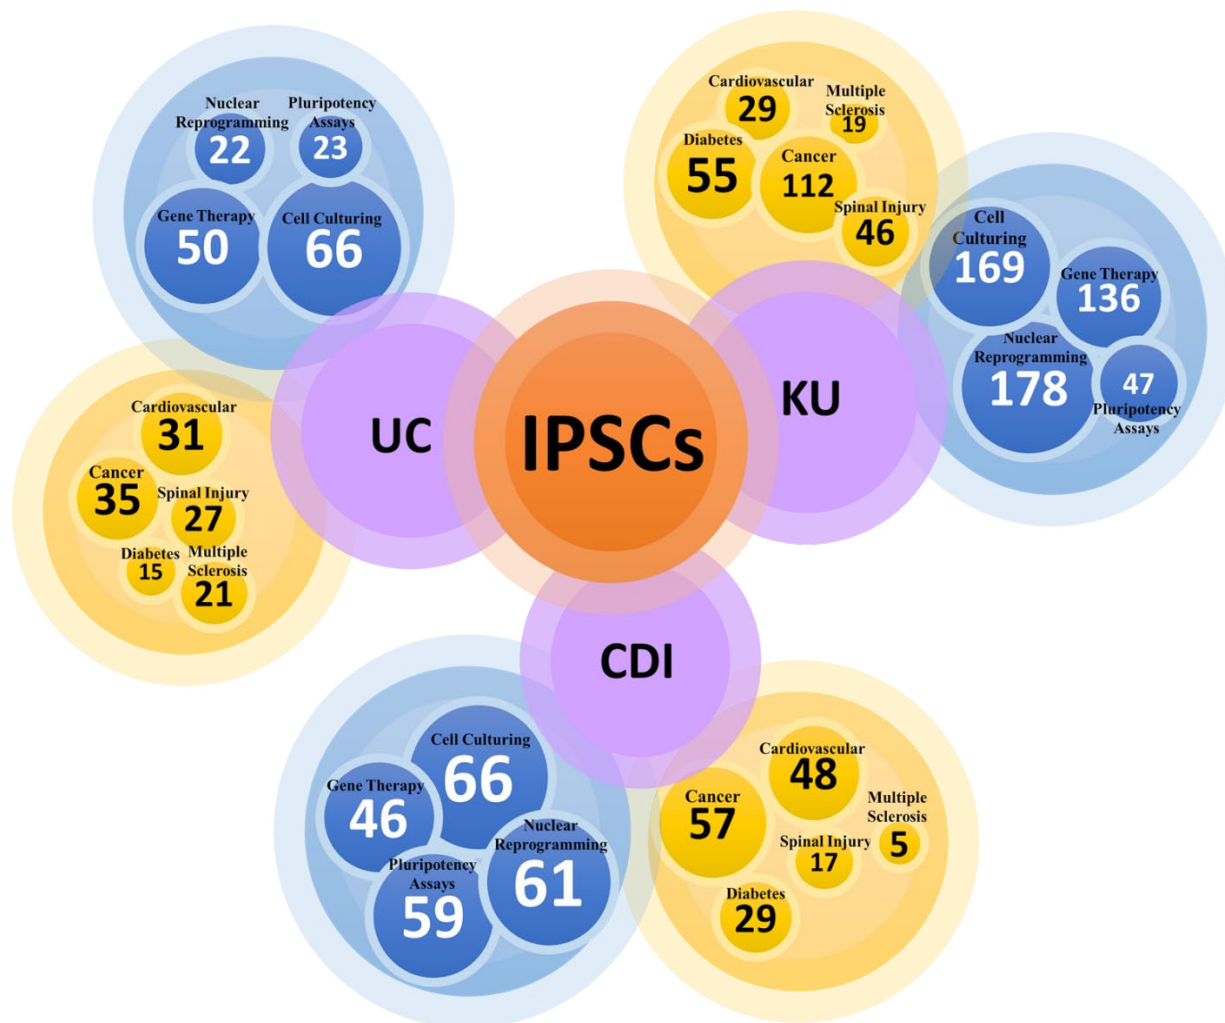 Nuclear
Reprogramming
22
Pluripotency
Assays
23
Gene Therapy
50
Cell Culturing
66
Cardiovascular
29
Multiple
Sclerosis
19
Diabetes
55
Cancer
112
Spinal Injury
46
Cell
Culturing
169
Gene Therapy
136
Nuclear
Reprogramming
178
47
Pluripotency
Assays
UC
IPSCs
KU
CDI
Cardiovascular
31
Cancer
35
Spinal Injury
27
Diabetes
15
Multiple
Sclerosis
21
Cell Culturing
66
Gene Therapy
46
Nuclear
Reprogramming
61
Pluripotency
Assays
59
Cardiovascular
48
Cancer
57
Multiple
Sclerosis
5
Spinal Injury
17
Diabetes
29